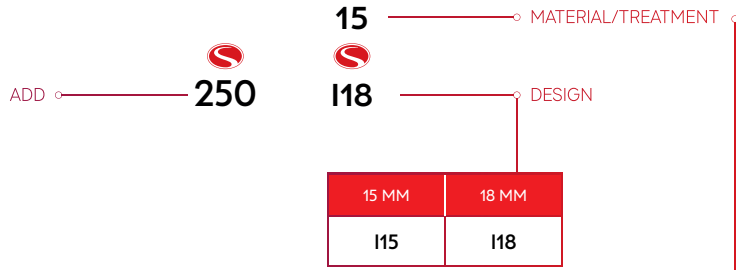 15 MATERIAL/TREATMENT
ADD 250 I18 DESIGN
15 MM 18 MM
I15 I18